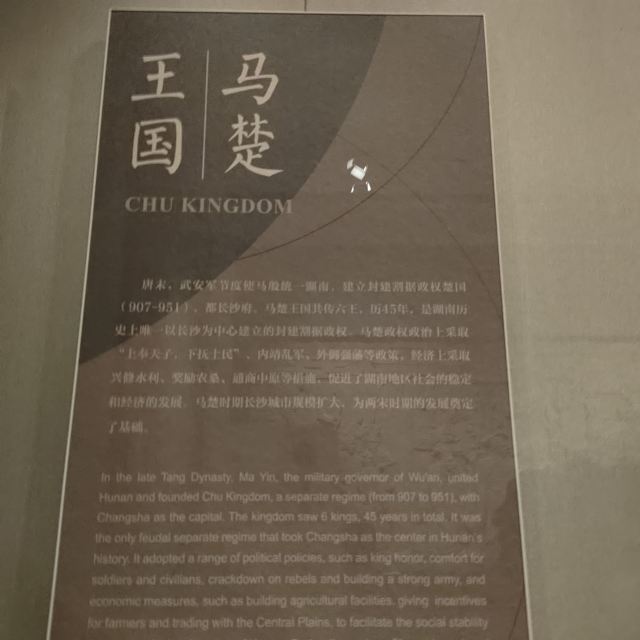 马楚
王国
CHU KINGDOM
唐末，武安军节度使马殷统一湖南，建立封建割据政权楚国
（907-951），都长沙府。马楚王国共传六王，历45年，是湖南历
史上唯一以长沙为中心建立的封建割据政权。马楚政权政治上采取
“上奉天子，下抚士民”、内靖乱军、外御强藩等政策，经济上采取
兴修水利、奖励农桑、通商中原等措施，促进了湖南地区社会的稳定
和经济的发展。马楚时期长沙城市规模扩大，为两宋时期的发展奠定
了基础。
In the late Tang Dynasty, Ma Yin, the military governor of Wu'an, united
Hunan and founded Chu Kingdom, a separate regime (from 907 to 951), with
Changsha as the capital. The kingdom saw 6 kings, 45 years in total. It was
the only feudal separate regime that took Changsha as the center in Hunan's
history. It adopted a range of political policies, such as king honor, comfort for
soldiers and civilians, crackdown on rebels and building a strong army, and
economic measures, such as building agricultural facilities, giving incentives
for farmers and trading with the Central Plains, to facilitate the social stability